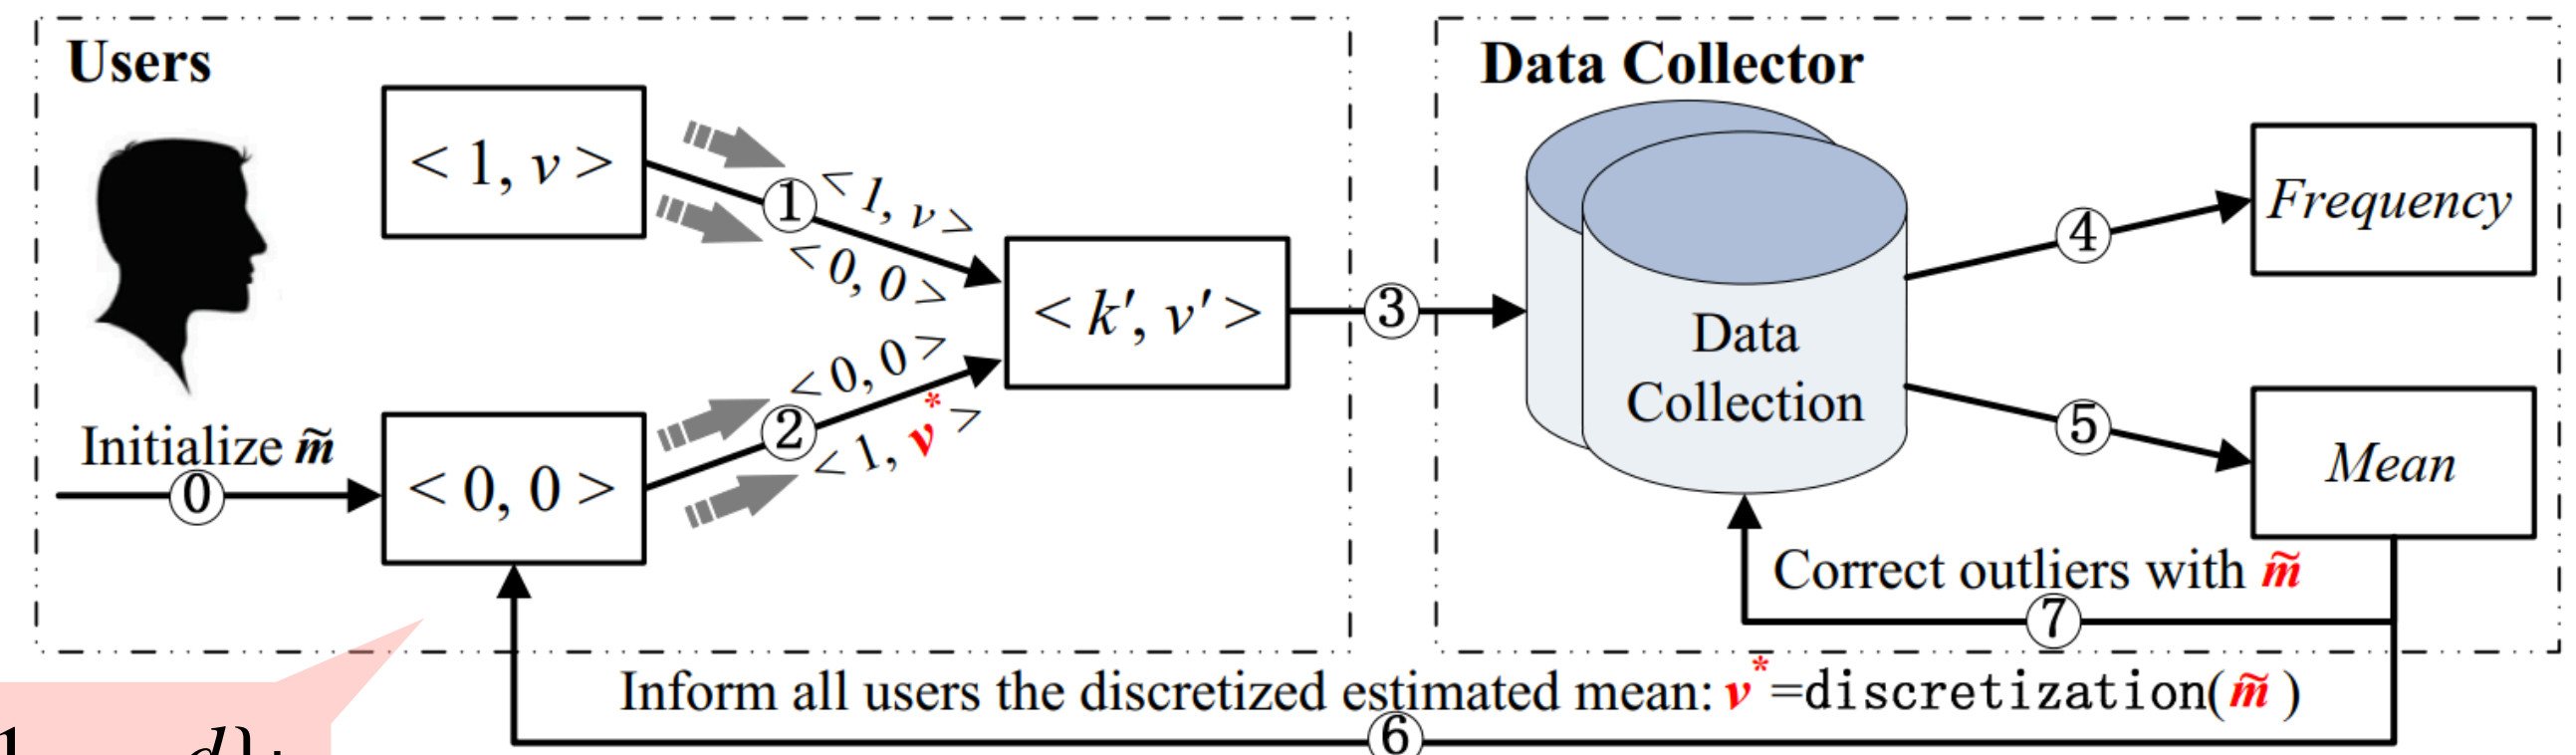 Users
Data Collector
< 1, v >
①
< 1, v >
< 0, 0 >
< k′, v′ >
③
Data
Collection
④
Frequency
Initialize m̃
⓪
< 0, 0 >
②
< 0, 0 >
< 1, v* >
⑤
Mean
Correct outliers with m̃
⑦
Inform all users the discretized estimated mean: v*=discretization(m̃ )
⑥